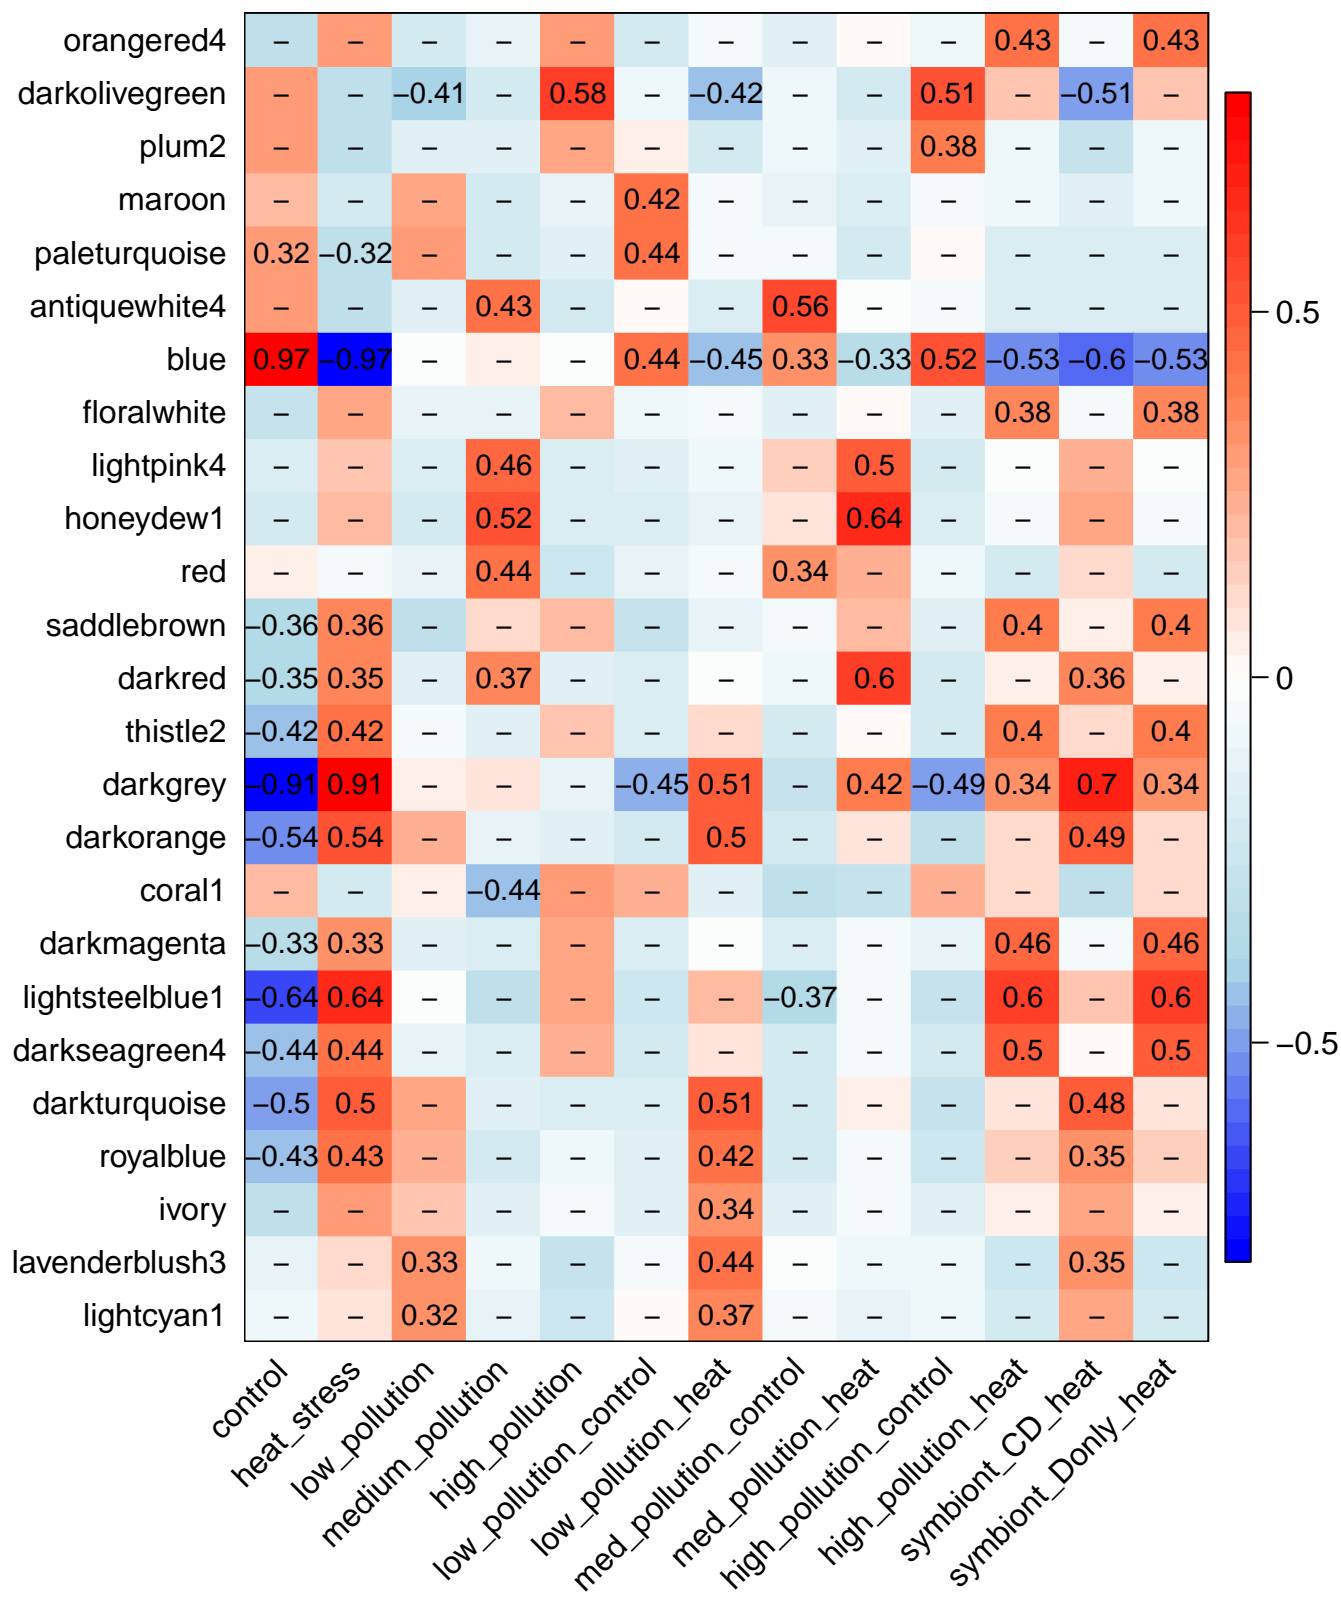 orangered4 – – – – – – – – – – 0.43 – 0.43
darkolivegreen – – −0.41 – 0.58 – −0.42 – – 0.51 – −0.51 –
plum2 – – – – – – – – – 0.38 – – –
maroon – – – – – 0.42 – – – – – – –
paleturquoise 0.32 −0.32 – – – 0.44 – – – – – – –
antiquewhite4 – – – 0.43 – – – 0.56 – – – – –
blue 0.97 −0.97 – – – 0.44 −0.45 0.33 −0.33 0.52 −0.53 −0.6 −0.53
floralwhite – – – – – – – – – – 0.38 – 0.38
lightpink4 – – – 0.46 – – – – 0.5 – – – –
honeydew1 – – – 0.52 – – – – 0.64 – – – –
red – – – 0.44 – – – 0.34 – – – – –
saddlebrown −0.36 0.36 – – – – – – – – 0.4 – 0.4
darkred −0.35 0.35 – 0.37 – – – – 0.6 – – 0.36 –
thistle2 −0.42 0.42 – – – – – – – – 0.4 – 0.4
darkgrey −0.91 0.91 – – – −0.45 0.51 – 0.42 −0.49 0.34 0.7 0.34
darkorange −0.54 0.54 – – – – 0.5 – – – – 0.49 –
coral1 – – – −0.44 – – – – – – – – –
darkmagenta −0.33 0.33 – – – – – – – – 0.46 – 0.46
lightsteelblue1 −0.64 0.64 – – – – – −0.37 – – 0.6 – 0.6
darkseagreen4 −0.44 0.44 – – – – – – – – 0.5 – 0.5
darkturquoise −0.5 0.5 – – – – 0.51 – – – – 0.48 –
royalblue −0.43 0.43 – – – – 0.42 – – – – 0.35 –
ivory – – – – – – 0.34 – – – – – –
lavenderblush3 – – 0.33 – – – 0.44 – – – – 0.35 –
lightcyan1 – – 0.32 – – – 0.37 – – – – – –
control
heat_stress
low_pollution
medium_pollution
high_pollution
low_pollution_control
low_pollution_heat
med_pollution_control
med_pollution_heat
high_pollution_control
high_pollution_heat
symbiont_CD_heat
symbiont_Donly_heat
0.5
0
−0.5